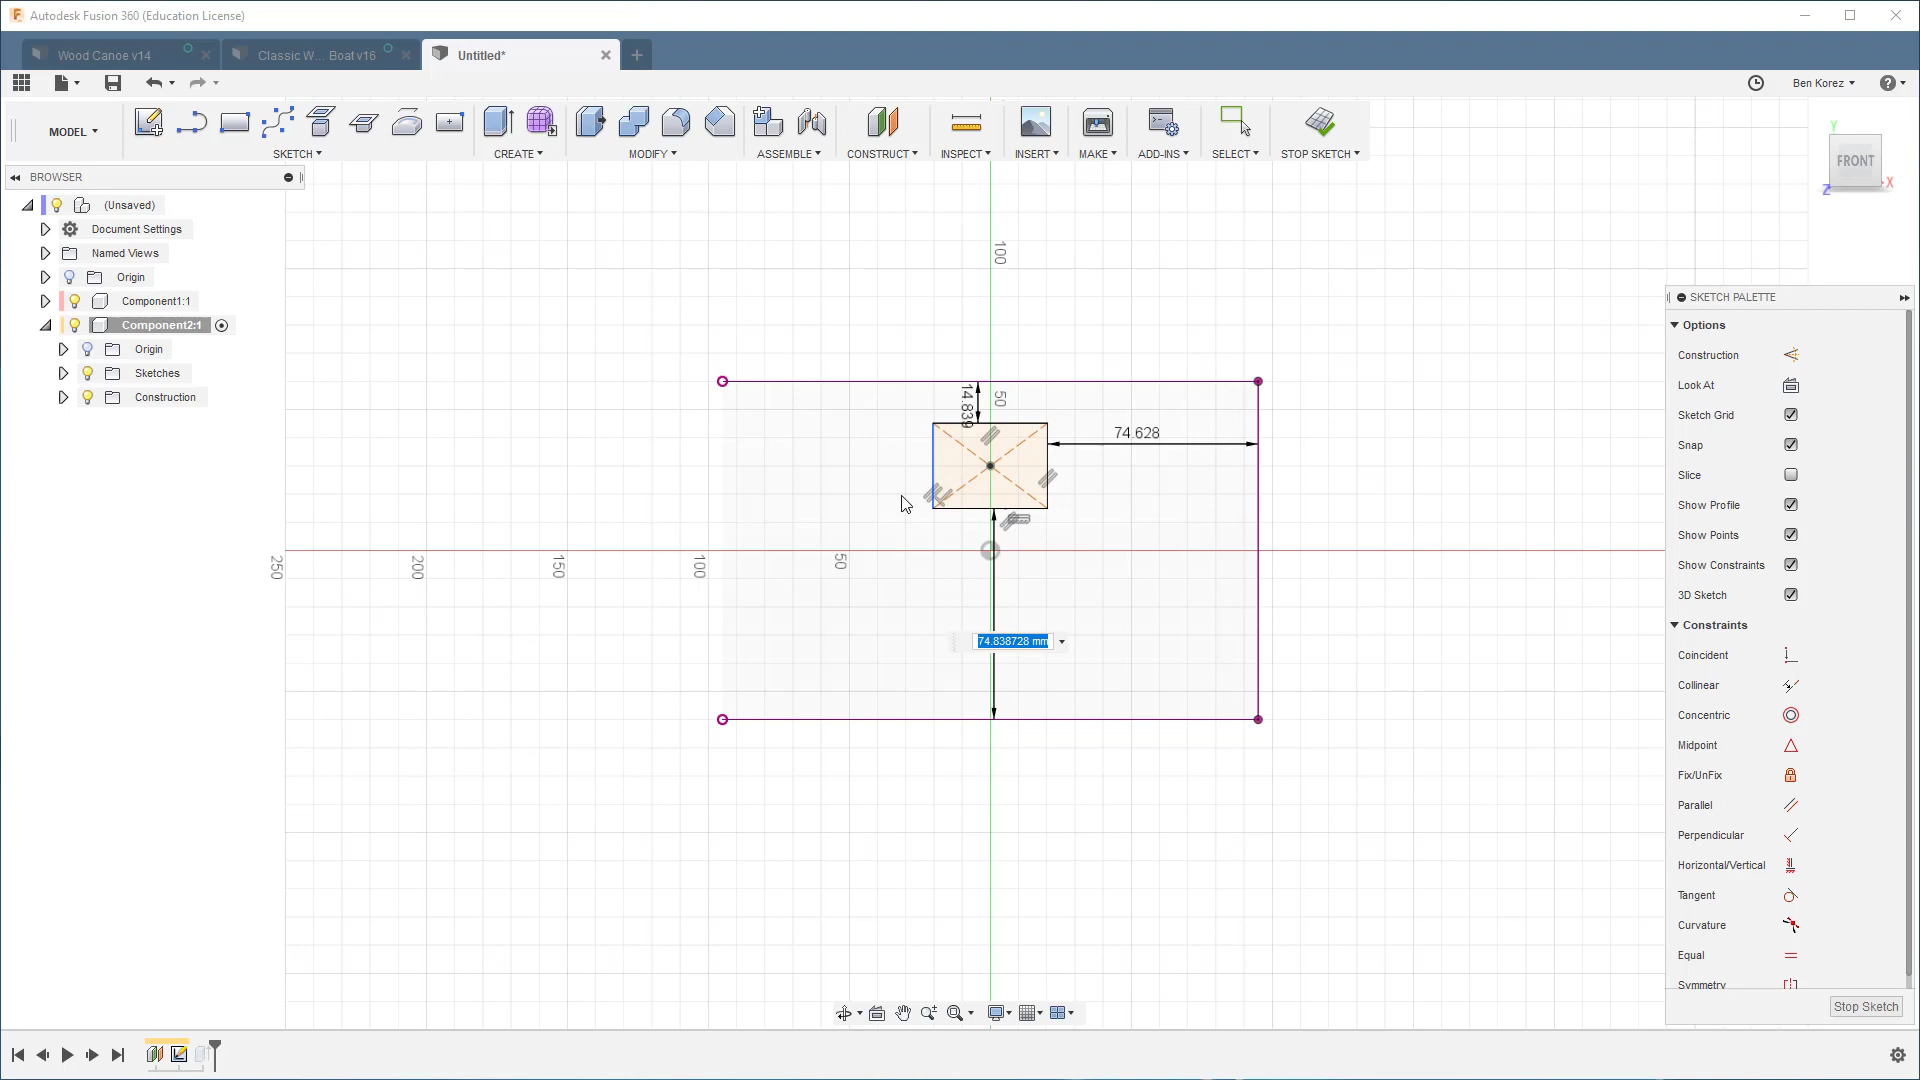 Autodesk Fusion 360 (Education License)
Wood Canoe v14
Classic W... Boat v16
Untitled*
Ben Korez
MODEL
SKETCH
CREATE
MODIFY
ASSEMBLE
CONSTRUCT
INSPECT
INSERT
MAKE
ADD-INS
SELECT
STOP SKETCH
Y
FRONT
X
Z
BROWSER
(Unsaved)
Document Settings
Named Views
Origin
Component1:1
Component2:1
Origin
Sketches
Construction
100
50
14.839
74.628
250
200
150
100
50
74.838728 mm
SKETCH PALETTE
Options
Construction
Look At
Sketch Grid
Snap
Slice
Show Profile
Show Points
Show Constraints
3D Sketch
Constraints
Coincident
Collinear
Concentric
Midpoint
Fix/UnFix
Parallel
Perpendicular
Horizontal/Vertical
Tangent
Curvature
Equal
Symmetry
Stop Sketch